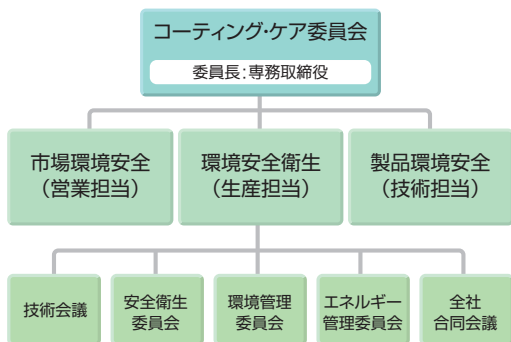 コーティング・ケア委員会
委員長：専務取締役
市場環境安全
（営業担当）
環境安全衛生
（生産担当）
製品環境安全
（技術担当）
技術会議
安全衛生
委員会
環境管理
委員会
エネルギー
管理委員会
全社
合同会議